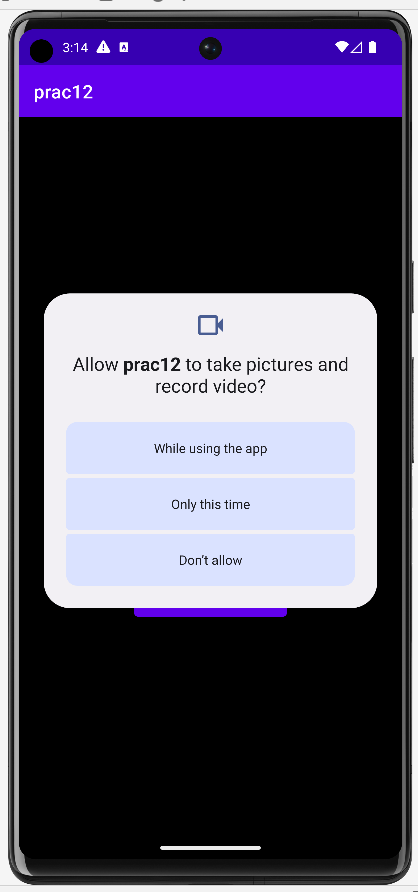 3:14
prac12
Allow prac12 to take pictures and
record video?
While using the app
Only this time
Don't allow